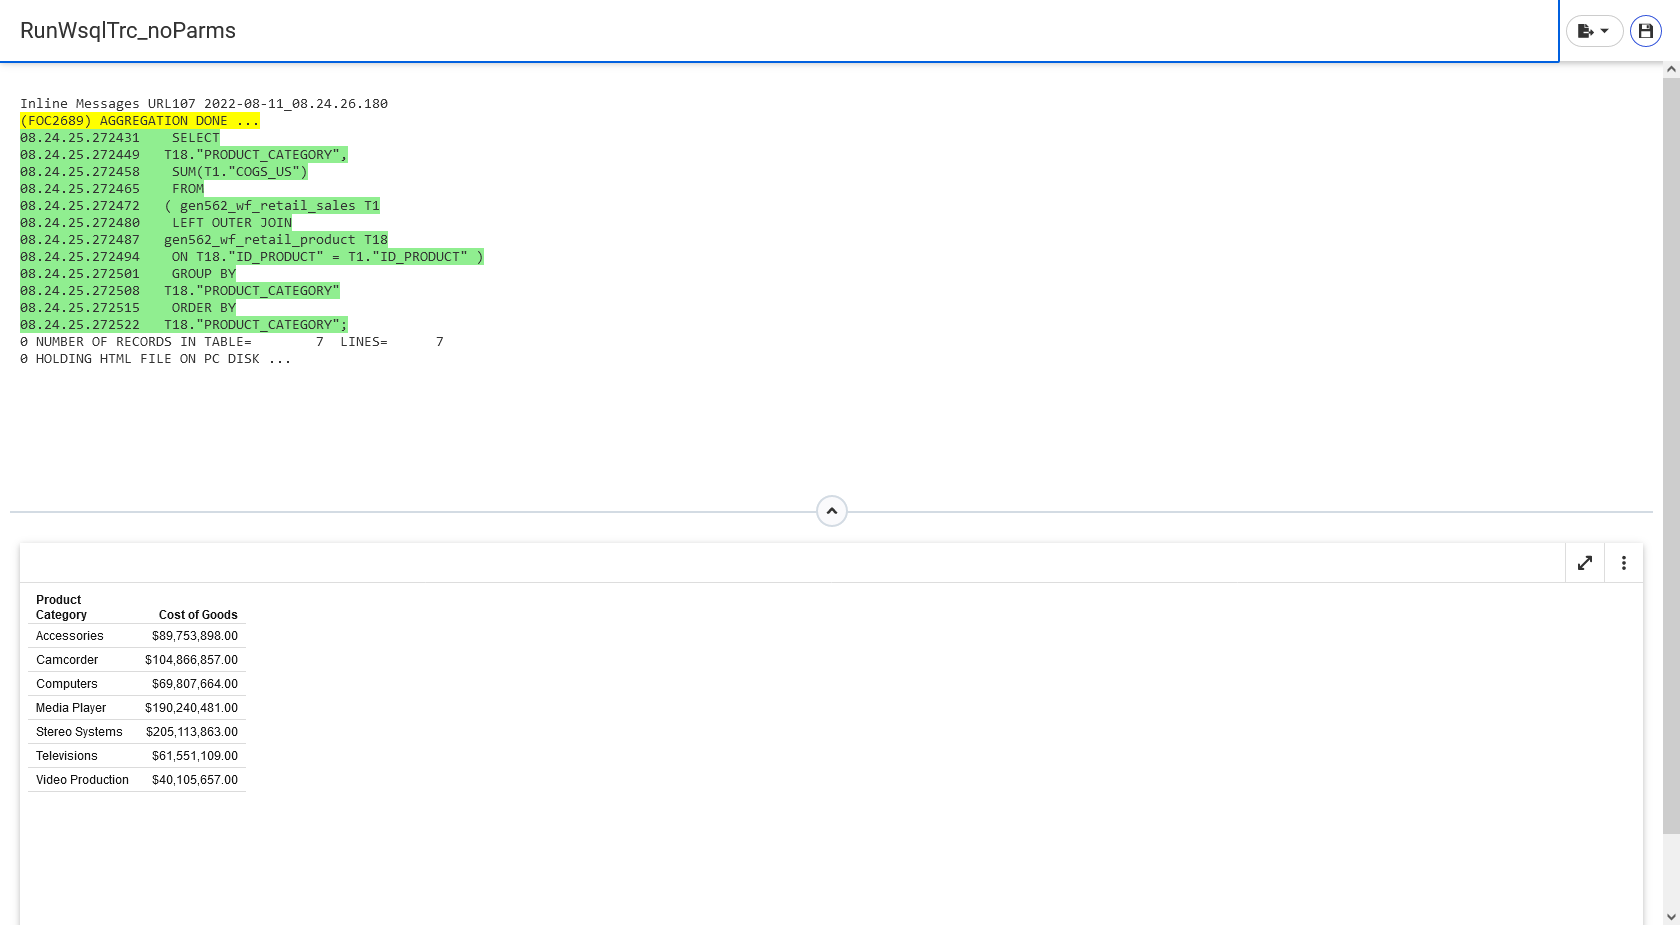 RunWsqlTrc_noParms
Inline Messages URL107 2022-08-11_08.24.26.180
(FOC2689) AGGREGATION DONE ...
08.24.25.272431    SELECT
08.24.25.272449   T18."PRODUCT_CATEGORY",
08.24.25.272458    SUM(T1."COGS_US")
08.24.25.272465    FROM
08.24.25.272472   ( gen562_wf_retail_sales T1
08.24.25.272480    LEFT OUTER JOIN
08.24.25.272487   gen562_wf_retail_product T18
08.24.25.272494    ON T18."ID_PRODUCT" = T1."ID_PRODUCT" )
08.24.25.272501    GROUP BY
08.24.25.272508   T18."PRODUCT_CATEGORY"
08.24.25.272515    ORDER BY
08.24.25.272522   T18."PRODUCT_CATEGORY";
0 NUMBER OF RECORDS IN TABLE=        7  LINES=      7
0 HOLDING HTML FILE ON PC DISK ...
Product
Category Cost of Goods
Accessories $89,753,898.00
Camcorder $104,866,857.00
Computers $69,807,664.00
Media Player $190,240,481.00
Stereo Systems $205,113,863.00
Televisions $61,551,109.00
Video Production $40,105,657.00